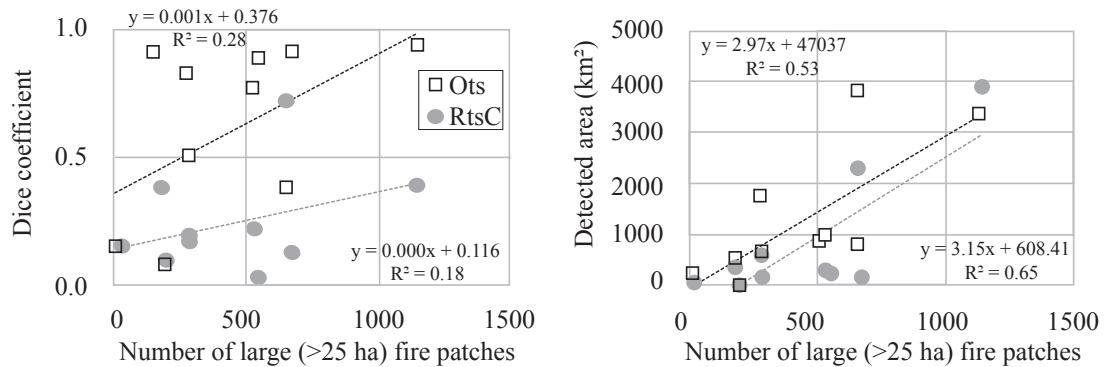 y = 0.001x + 0.376
R² = 0.28
1.0
0.5
0.0
Dice coefficient
Ots
RtsC
y = 0.000x + 0.116
R² = 0.18
0
500
1000
1500
Number of large (>25 ha) fire patches
5000
4000
3000
2000
1000
0
Detected area (km²)
y = 2.97x + 47037
R² = 0.53
y = 3.15x + 608.41
R² = 0.65
0
500
1000
1500
Number of large (>25 ha) fire patches